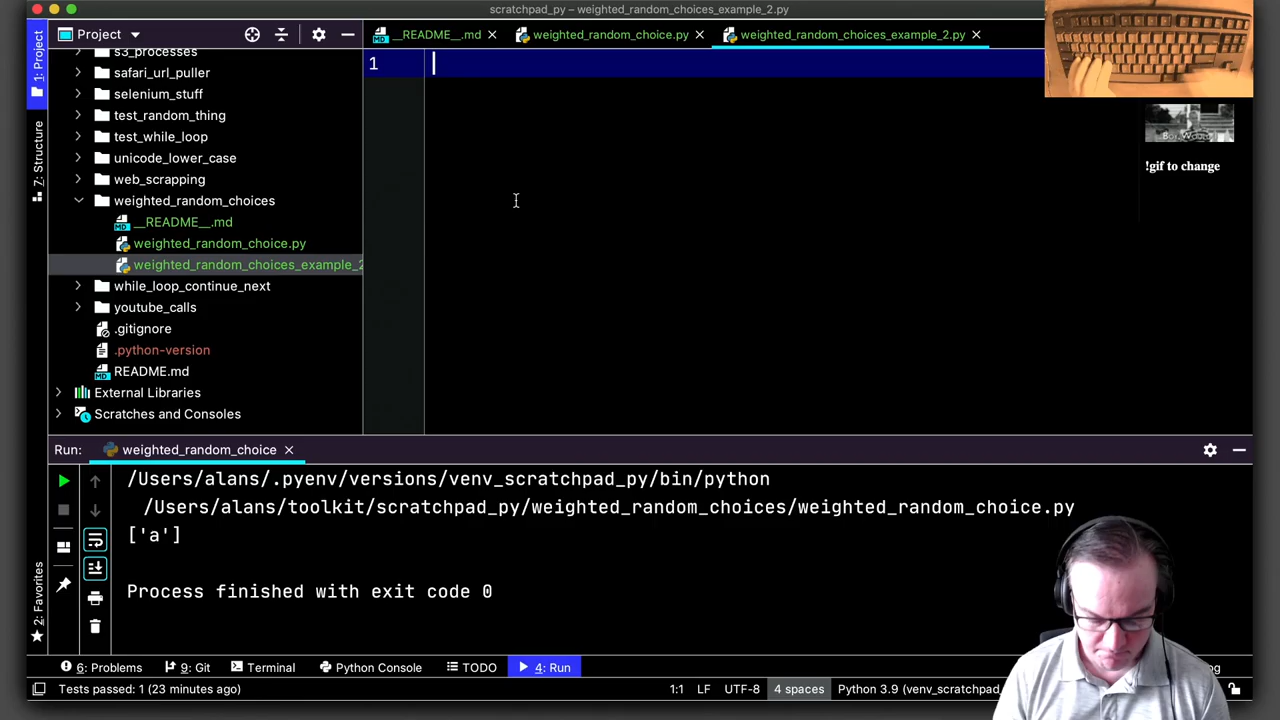 scratchpad_py – weighted_random_choices_example_2.py
1: Project
Project
__README__.md
weighted_random_choice.py
weighted_random_choices_example_2.py
s3_processes
safari_url_puller
selenium_stuff
test_random_thing
test_while_loop
unicode_lower_case
web_scrapping
weighted_random_choices
__README__.md
weighted_random_choice.py
weighted_random_choices_example_2
while_loop_continue_next
youtube_calls
.gitignore
.python-version
README.md
External Libraries
Scratches and Consoles
7: Structure
1
!gif to change
Run:
weighted_random_choice
/Users/alans/.pyenv/versions/venv_scratchpad_py/bin/python
/Users/alans/toolkit/scratchpad_py/weighted_random_choices/weighted_random_choice.py
['a']
Process finished with exit code 0
2: Favorites
6: Problems
9: Git
Terminal
Python Console
TODO
4: Run
Tests passed: 1 (23 minutes ago)
1:1
LF
UTF-8
4 spaces
Python 3.9 (venv_scratchpad_